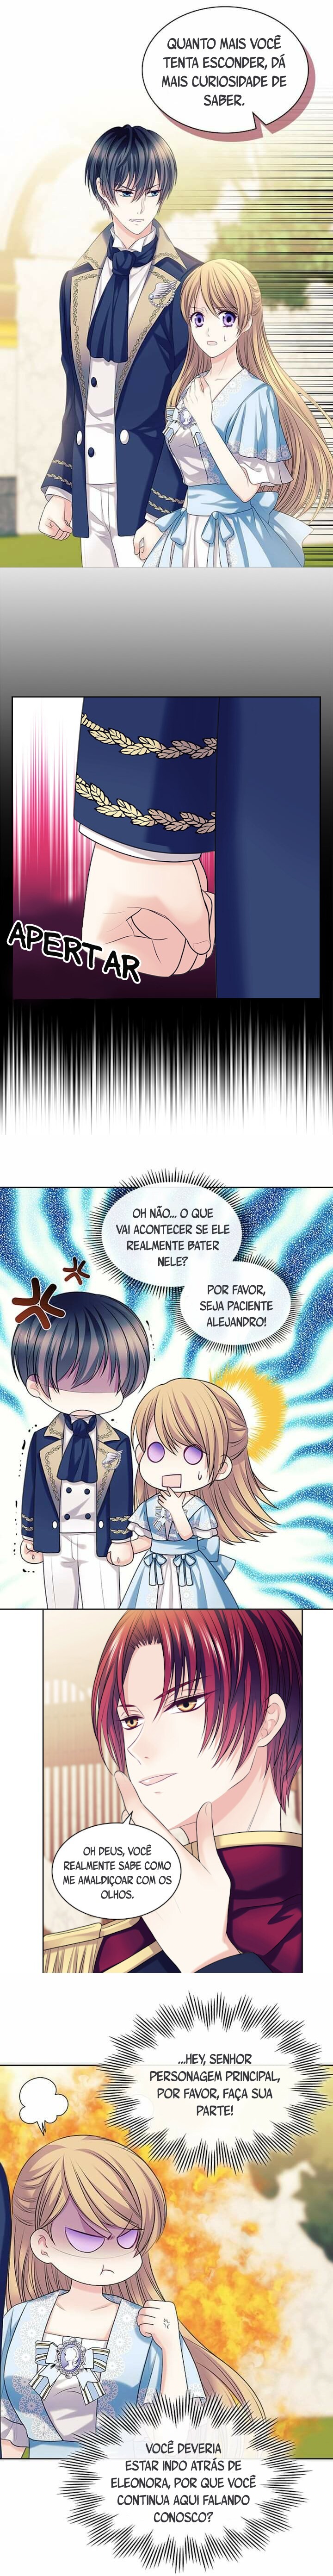 QUANTO MAIS VOCÊ
TENTA ESCONDER, DÁ
MAIS CURIOSIDADE DE
SABER.
APERTAR
OH NÃO... O QUE
VAI ACONTECER SE ELE
REALMENTE BATER
NELE?
POR FAVOR,
SEJA PACIENTE
ALEJANDRO!
OH DEUS, VOCÊ
REALMENTE SABE COMO
ME AMALDIÇOAR COM OS
OLHOS.
...HEY, SENHOR
PERSONAGEM PRINCIPAL,
POR FAVOR, FAÇA SUA
PARTE!
VOCÊ DEVERIA
ESTAR INDO ATRÁS DE
ELEONORA, POR QUE VOCÊ
CONTINUA AQUI FALANDO
CONOSCO?